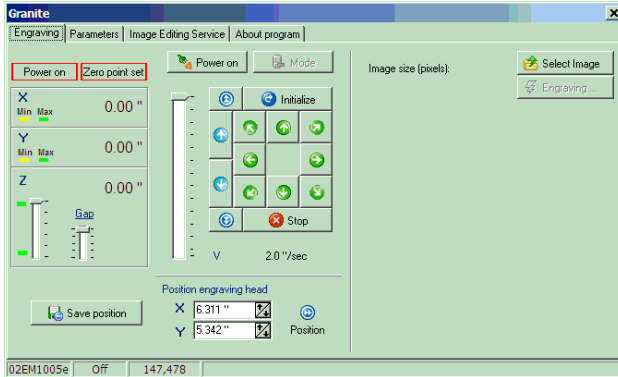 Granite
Engraving Parameters Image Editing Service About program
Power on Zero point set Power on Mode Image size (pixels): Select Image
Engraving ...
X 0.00 " Initialize
Min Max
Y 0.00 "
Min Max
Z 0.00 "
Gap
Stop
V 2.0 "/sec
Position engraving head
X 6.311 "
Save position
Y 5.342 " Position
02EM1005e Off 147,478